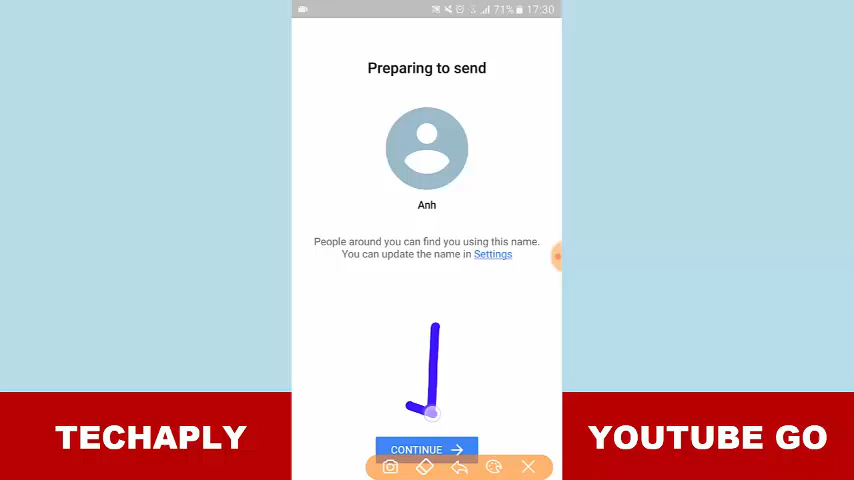 71% 17:30
Preparing to send
Anh
People around you can find you using this name.
You can update the name in Settings
CONTINUE
TECHAPLY
YOUTUBE GO